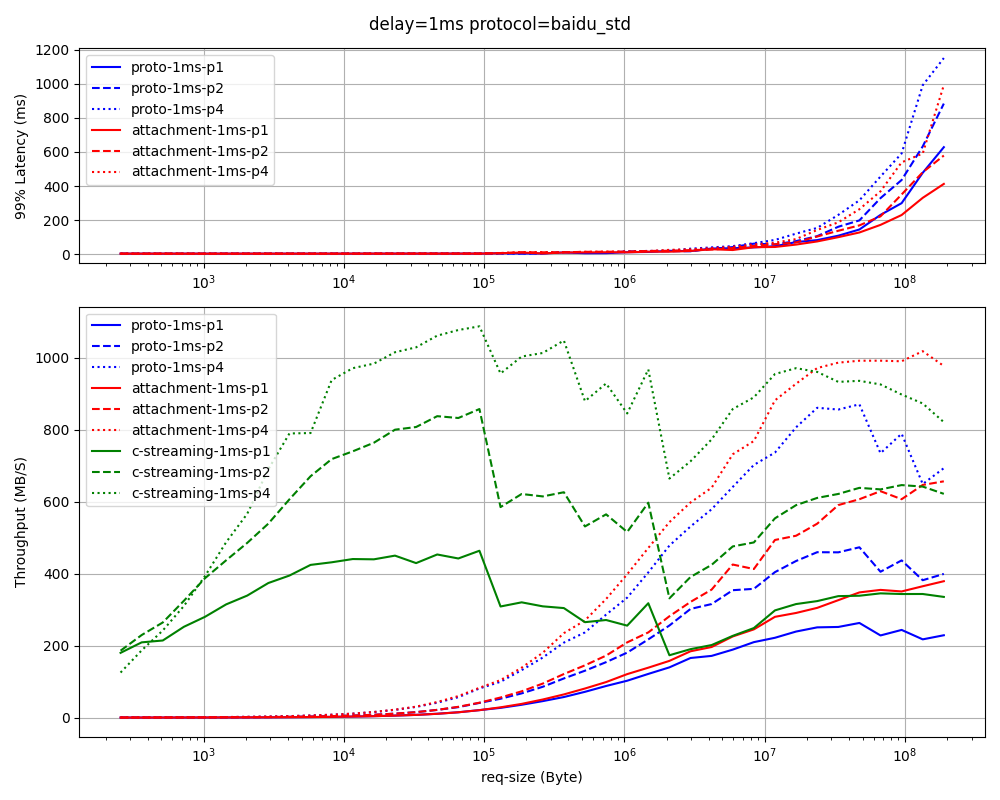 delay=1ms protocol=baidu_std
99% Latency (ms)
1200
1000
800
600
400
200
0
proto-1ms-p1
proto-1ms-p2
proto-1ms-p4
attachment-1ms-p1
attachment-1ms-p2
attachment-1ms-p4
10³
10⁴
10⁵
10⁶
10⁷
10⁸
Throughput (MB/S)
1000
800
600
400
200
0
proto-1ms-p1
proto-1ms-p2
proto-1ms-p4
attachment-1ms-p1
attachment-1ms-p2
attachment-1ms-p4
c-streaming-1ms-p1
c-streaming-1ms-p2
c-streaming-1ms-p4
10³
10⁴
10⁵
10⁶
10⁷
10⁸
req-size (Byte)